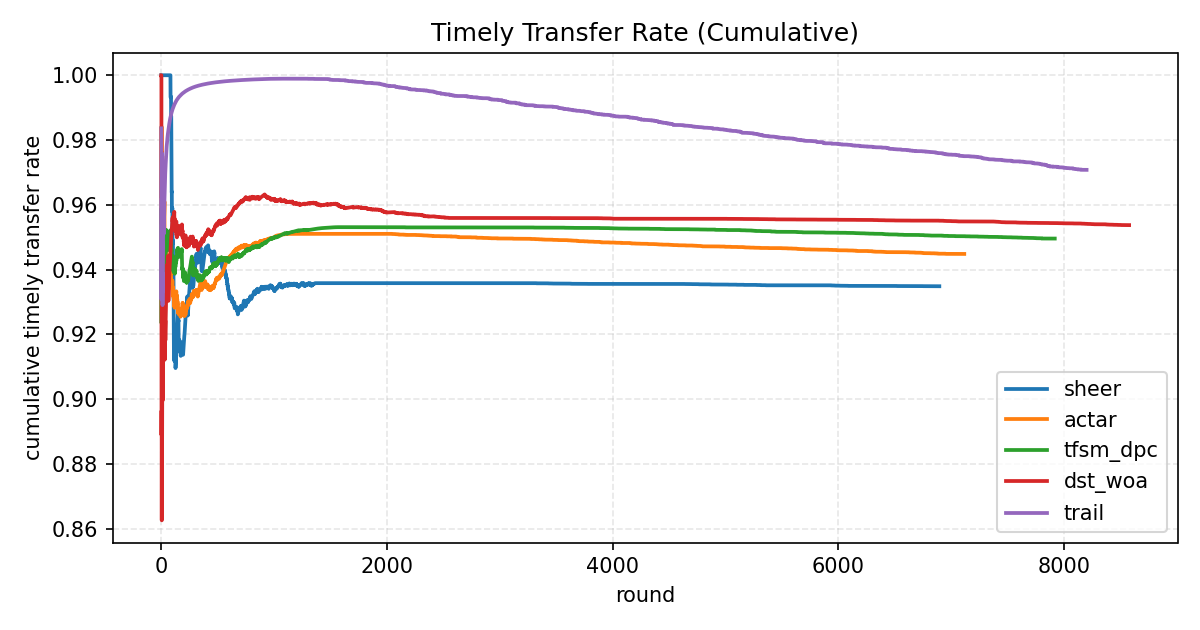 Timely Transfer Rate (Cumulative)
cumulative timely transfer rate
1.00
0.98
0.96
0.94
0.92
0.90
0.88
0.86
0
2000
4000
6000
8000
round
sheer
actar
tfsm_dpc
dst_woa
trail